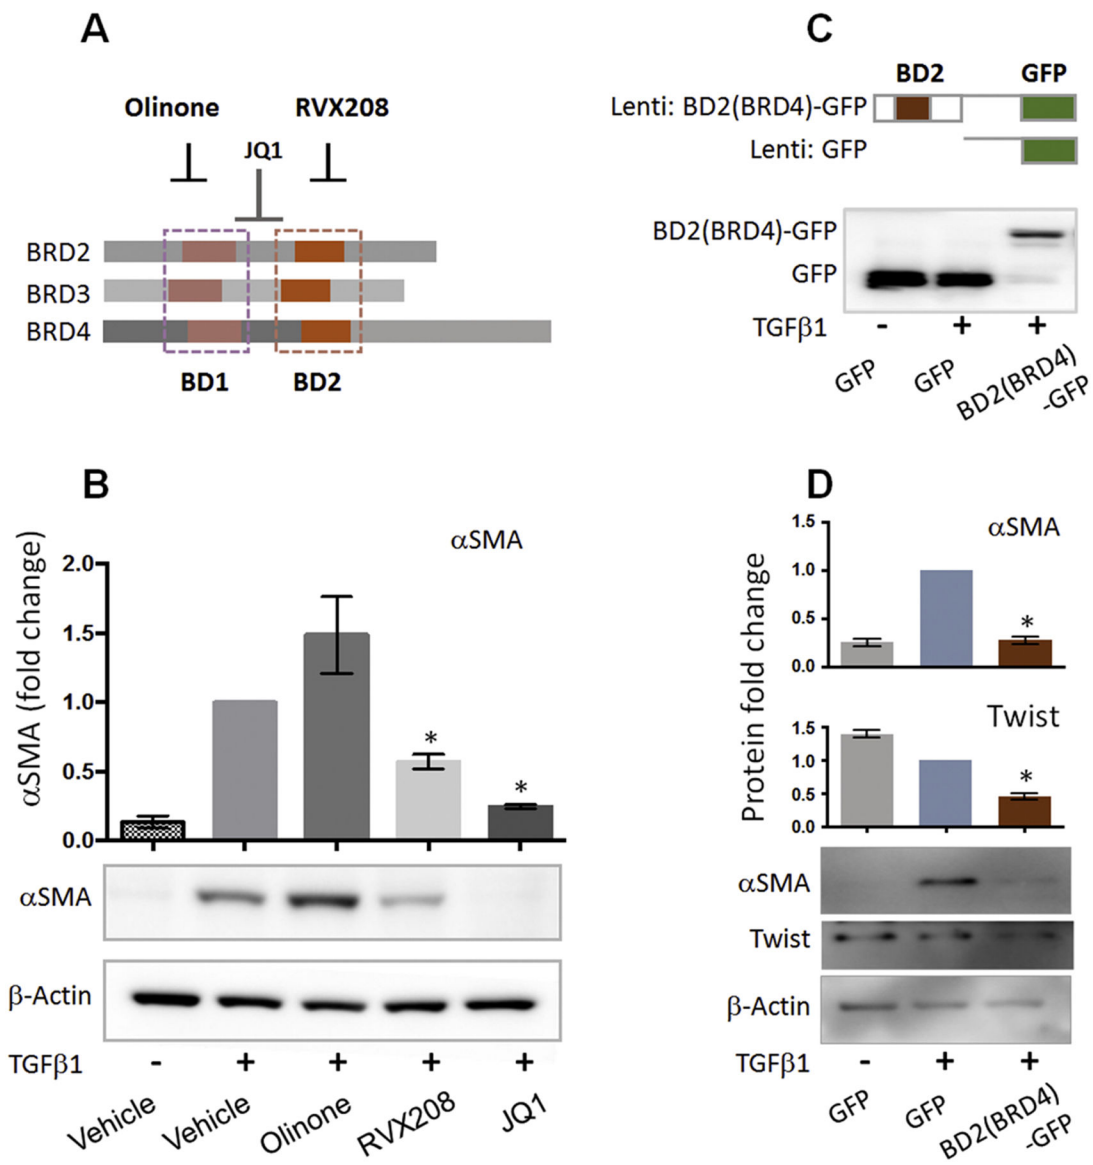 A
Olinone
RVX208
JQ1
BRD2
BRD3
BRD4
BD1
BD2
C
BD2
GFP
Lenti: BD2(BRD4)-GFP
Lenti: GFP
BD2(BRD4)-GFP
GFP
TGFβ1
- + +
GFP
GFP
BD2(BRD4)
-GFP
B
αSMA
αSMA (fold change)
2.0
1.5
1.0
0.5
0.0
*
*
αSMA
β-Actin
TGFβ1 - + + + +
Vehicle
Vehicle
Olinone
RVX208
JQ1
D
Protein fold change
αSMA
1.5
1.0
0.5
0.0
*
Twist
1.5
1.0
0.5
0.0
*
αSMA
Twist
β-Actin
TGFβ1 - + +
GFP
GFP
BD2(BRD4)
-GFP